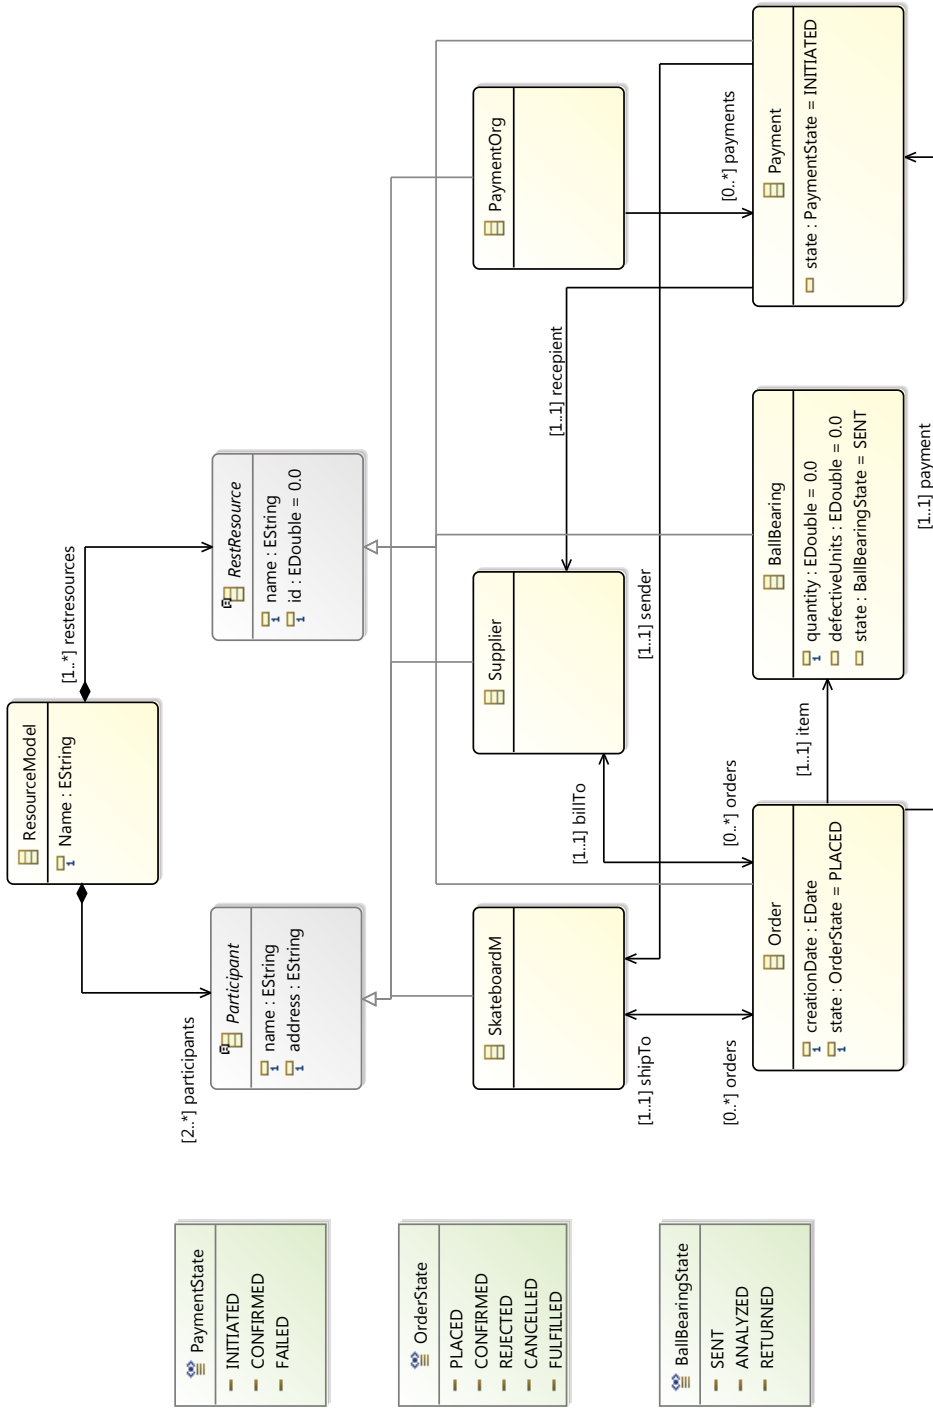 ResourceModel
Name : EString
[2..*] participants
[1..*] restresources
Participant
name : EString
address : EString
RestResource
name : EString
id : EDouble = 0.0
PaymentState
INITIATED
CONFIRMED
FAILED
OrderState
PLACED
CONFIRMED
REJECTED
CANCELLED
FULFILLED
BallBearingState
SENT
ANALYZED
RETURNED
SkateboardM
Supplier
PaymentOrg
[1..1] recepient
[1..1] billTo
[1..1] shipTo
[1..1] sender
[0..*] orders
[0..*] orders
[0..*] payments
[1..1] item
Order
creationDate : EDate
state : OrderState = PLACED
BallBearing
quantity : EDouble = 0.0
defectiveUnits : EDouble = 0.0
state : BallBearingState = SENT
Payment
state : PaymentState = INITIATED
[1..1] payment